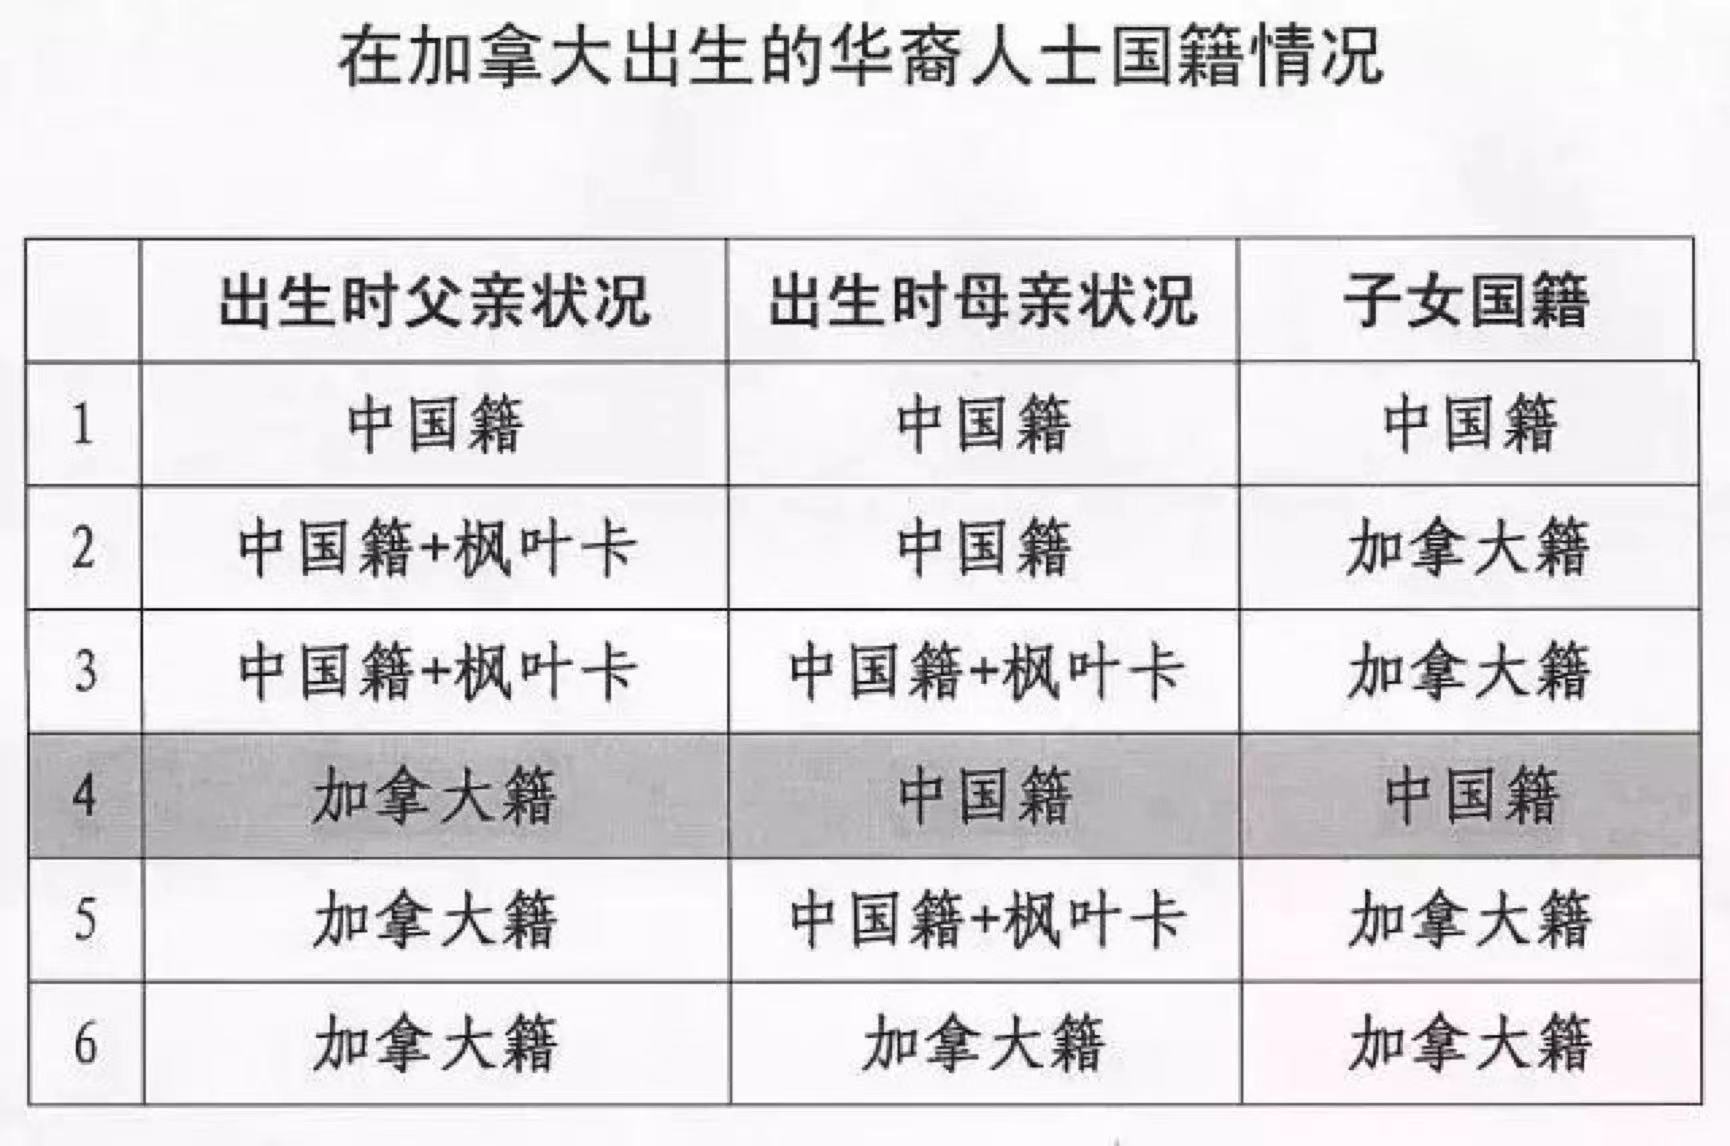 在加拿大出生的华裔人士国籍情况
出生时父亲状况 出生时母亲状况 子女国籍
1 中国籍 中国籍 中国籍
2 中国籍+枫叶卡 中国籍 加拿大籍
3 中国籍+枫叶卡 中国籍+枫叶卡 加拿大籍
4 加拿大籍 中国籍 中国籍
5 加拿大籍 中国籍+枫叶卡 加拿大籍
6 加拿大籍 加拿大籍 加拿大籍